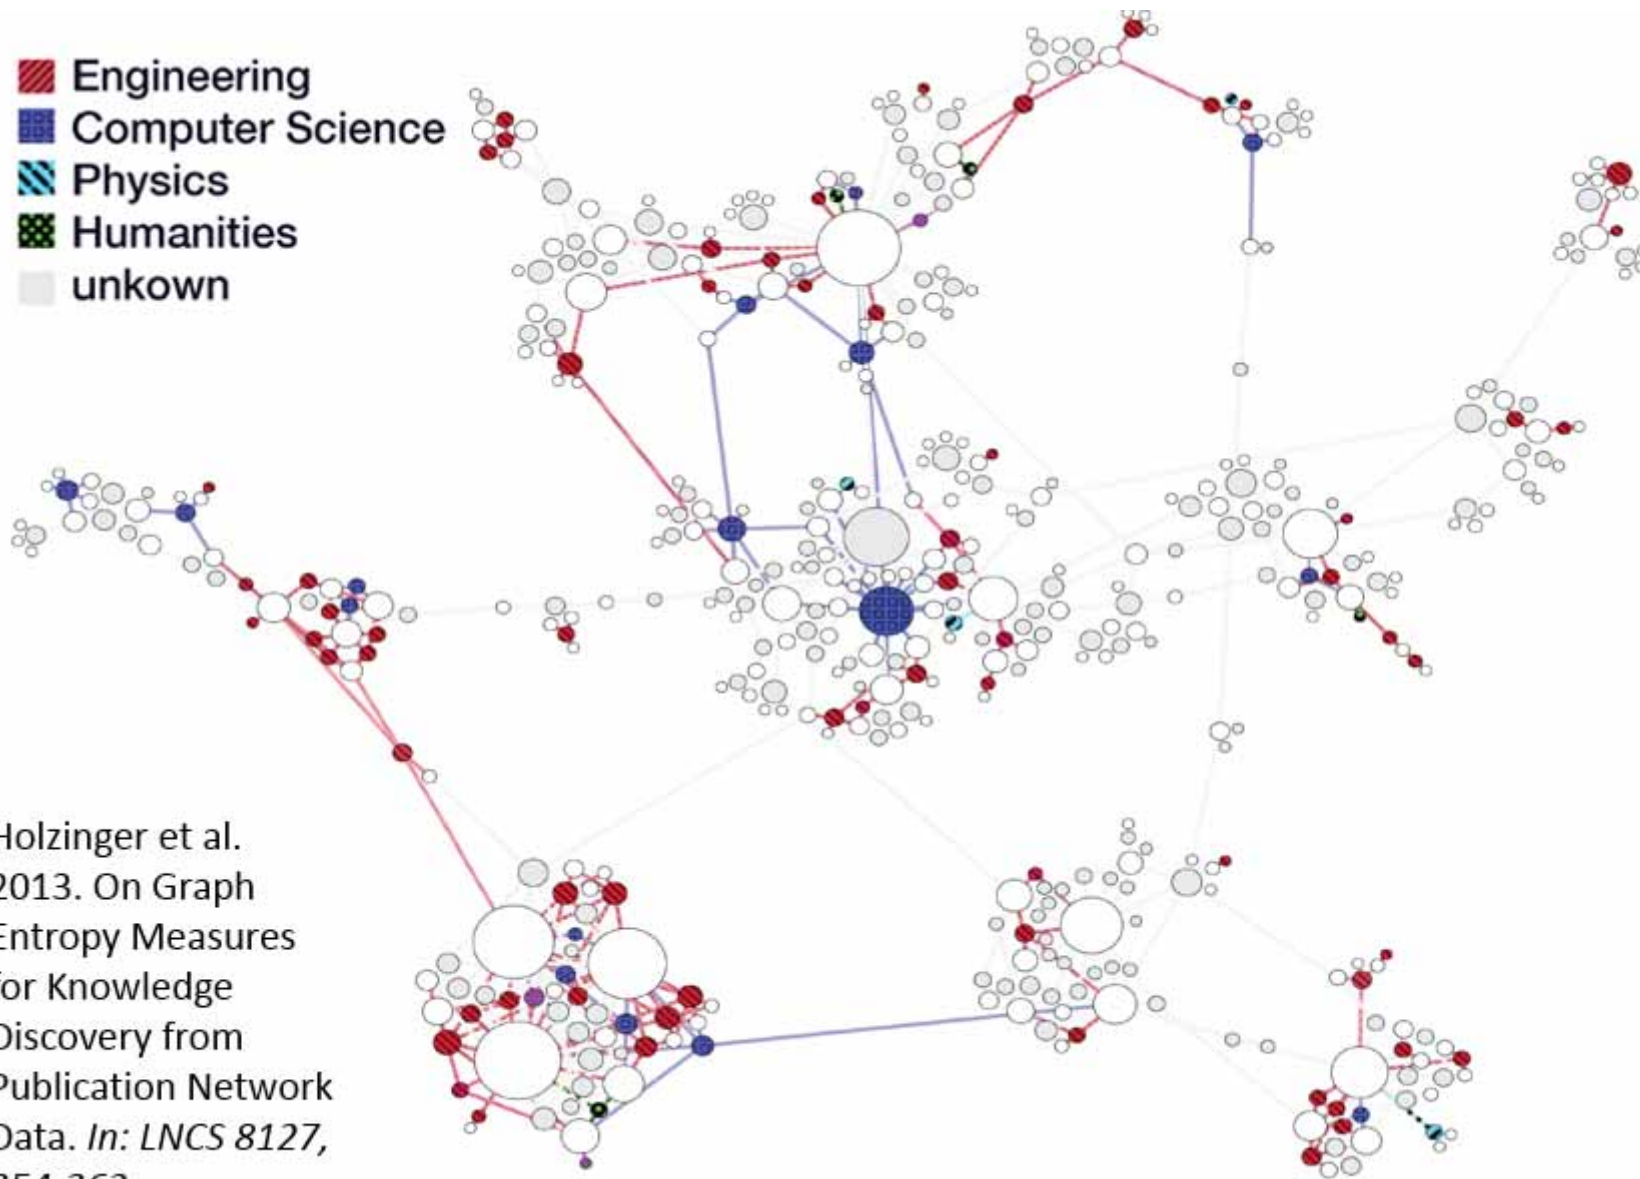 Engineering
Computer Science
Physics
Humanities
unkown
Holzinger et al.
2013. On Graph
Entropy Measures
for Knowledge
Discovery from
Publication Network
Data. In: LNCS 8127,